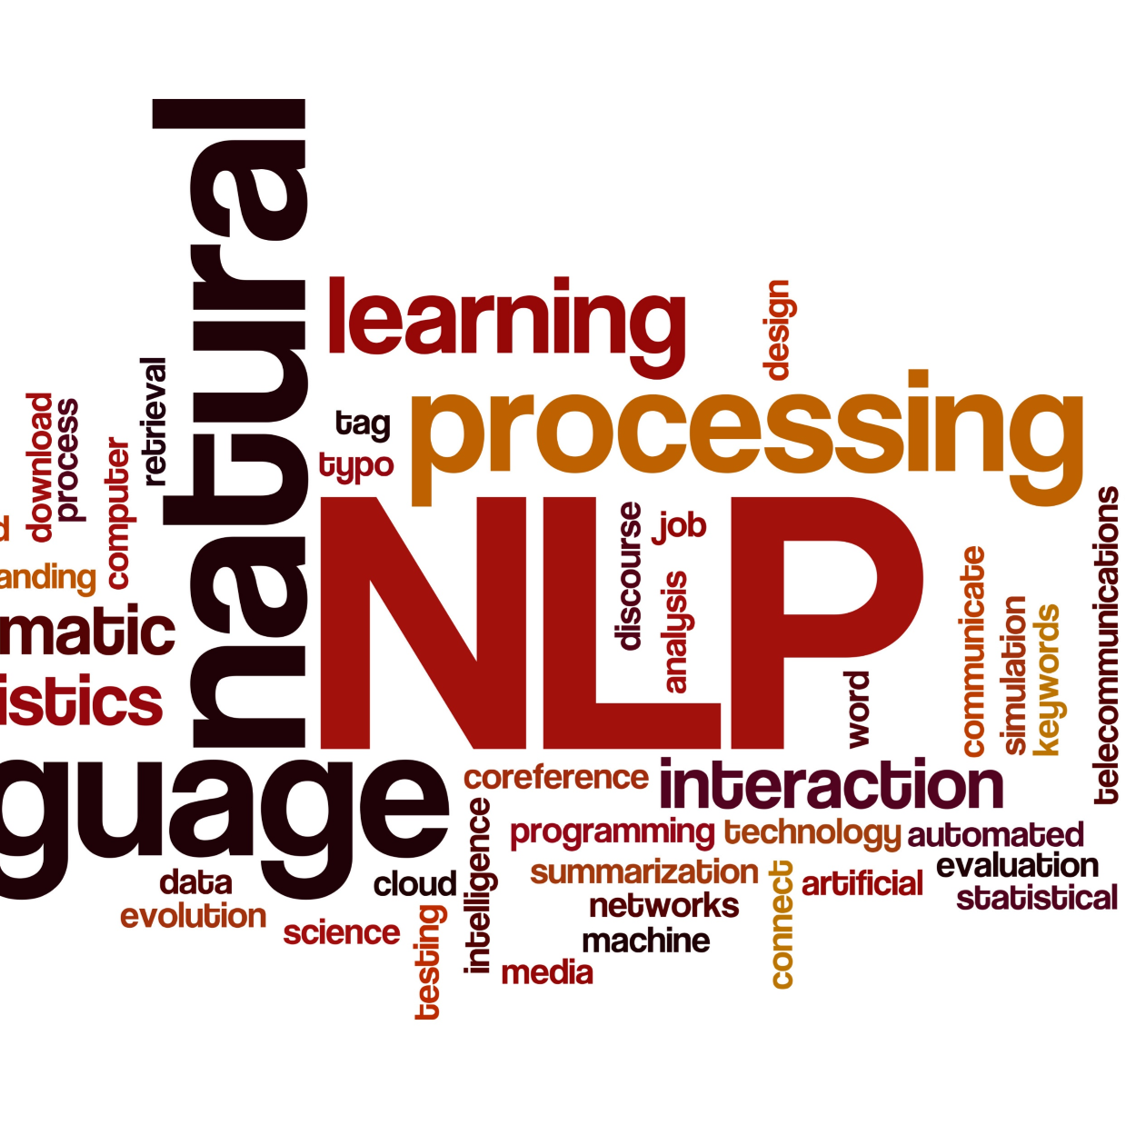 natural
learning
design
processing
tag
typo
retrieval
download
process
computer
d
anding
matic
istics
NLP
discourse
job
analysis
word
communicate
simulation
keywords
telecommunications
guage
coreference
interaction
programming
technology
automated
evaluation
summarization
connect
artificial
statistical
networks
machine
media
intelligence
data
cloud
evolution
science
testing